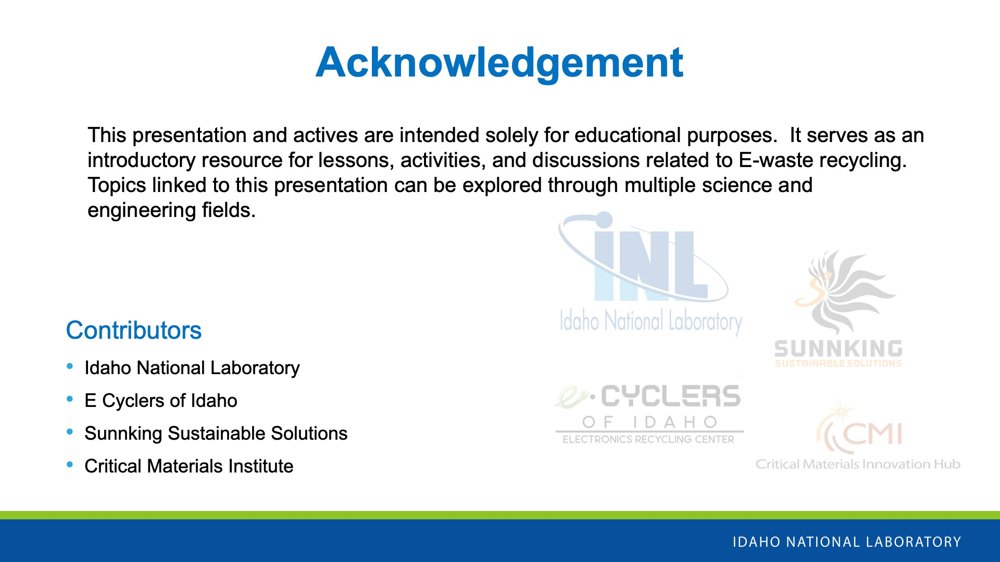 Acknowledgement
This presentation and actives are intended solely for educational purposes.  It serves as an
introductory resource for lessons, activities, and discussions related to E-waste recycling.
Topics linked to this presentation can be explored through multiple science and
engineering fields.
iNL
Idaho National Laboratory
SUNNKING
SUSTAINABLE SOLUTIONS
Contributors
• Idaho National Laboratory
• E Cyclers of Idaho
• Sunnking Sustainable Solutions
• Critical Materials Institute
e·CYCLERS
OF IDAHO
ELECTRONICS RECYCLING CENTER
CMI
Critical Materials Innovation Hub
IDAHO NATIONAL LABORATORY